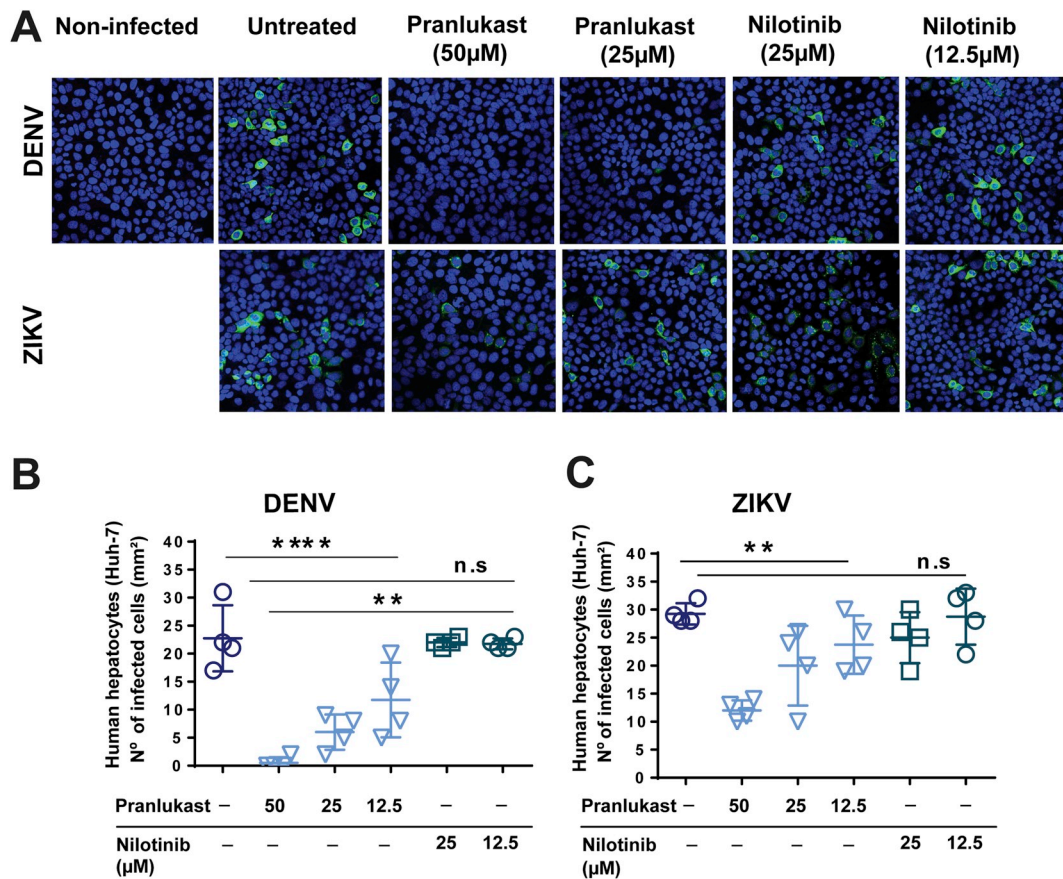 A
Non-infected Untreated Pranlukast (50µM) Pranlukast (25µM) Nilotinib (25µM) Nilotinib (12.5µM)
DENV
ZIKV
B
DENV
Human hepatocytes (Huh-7)
Nº of infected cells (mm²)
40
35
30
25
20
15
10
5
0
****
n.s
**
Pranlukast – 50 25 12.5 – –
Nilotinib – – – – 25 12.5
(µM)
C
ZIKV
Human hepatocytes (Huh-7)
Nº of infected cells (mm²)
40
35
30
25
20
15
10
5
0
**
n.s
Pranlukast – 50 25 12.5 – –
Nilotinib – – – – 25 12.5
(µM)